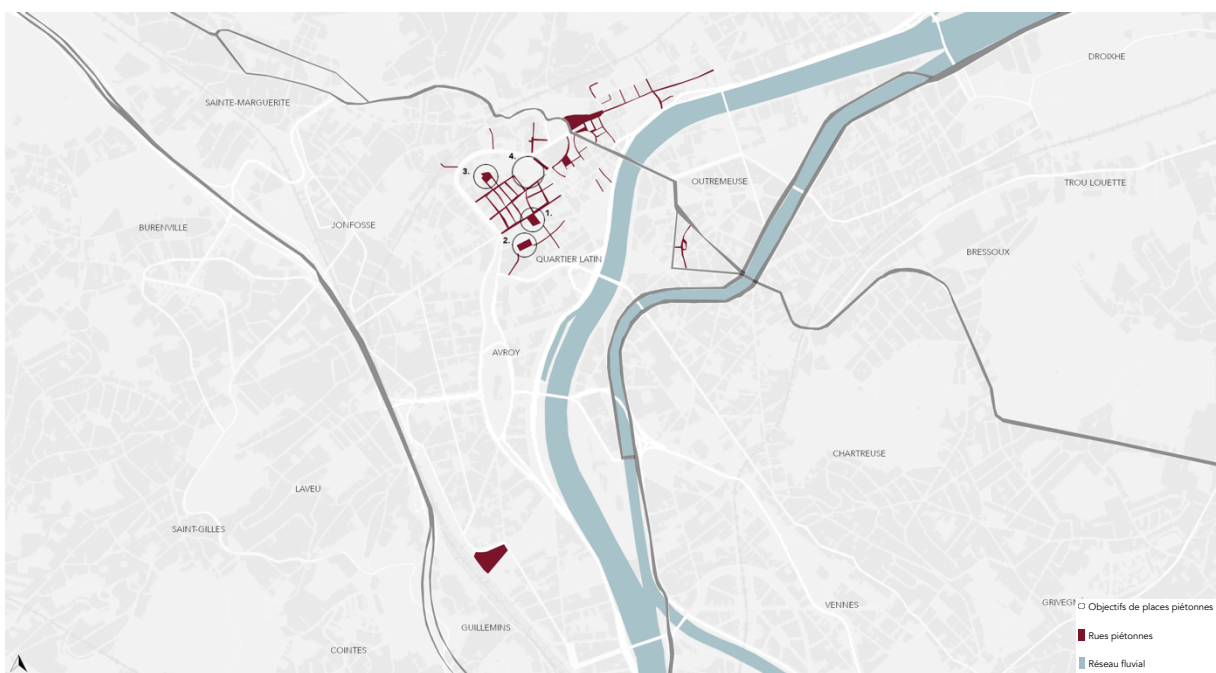 DROIXHE
SAINTE-MARGUERITE
4.
3.
OUTREMEUSE
TROU LOUETTE
1.
BURENVILLE
JONFOSSE
2.
QUARTIER LATIN
BRESSOUX
AVROY
CHARTREUSE
LAVEU
SAINT-GILLES
VENNES
GRIVEGN
Objectifs de places piétonnes
GUILLEMINS
Rues piétonnes
COINTES
Réseau fluvial